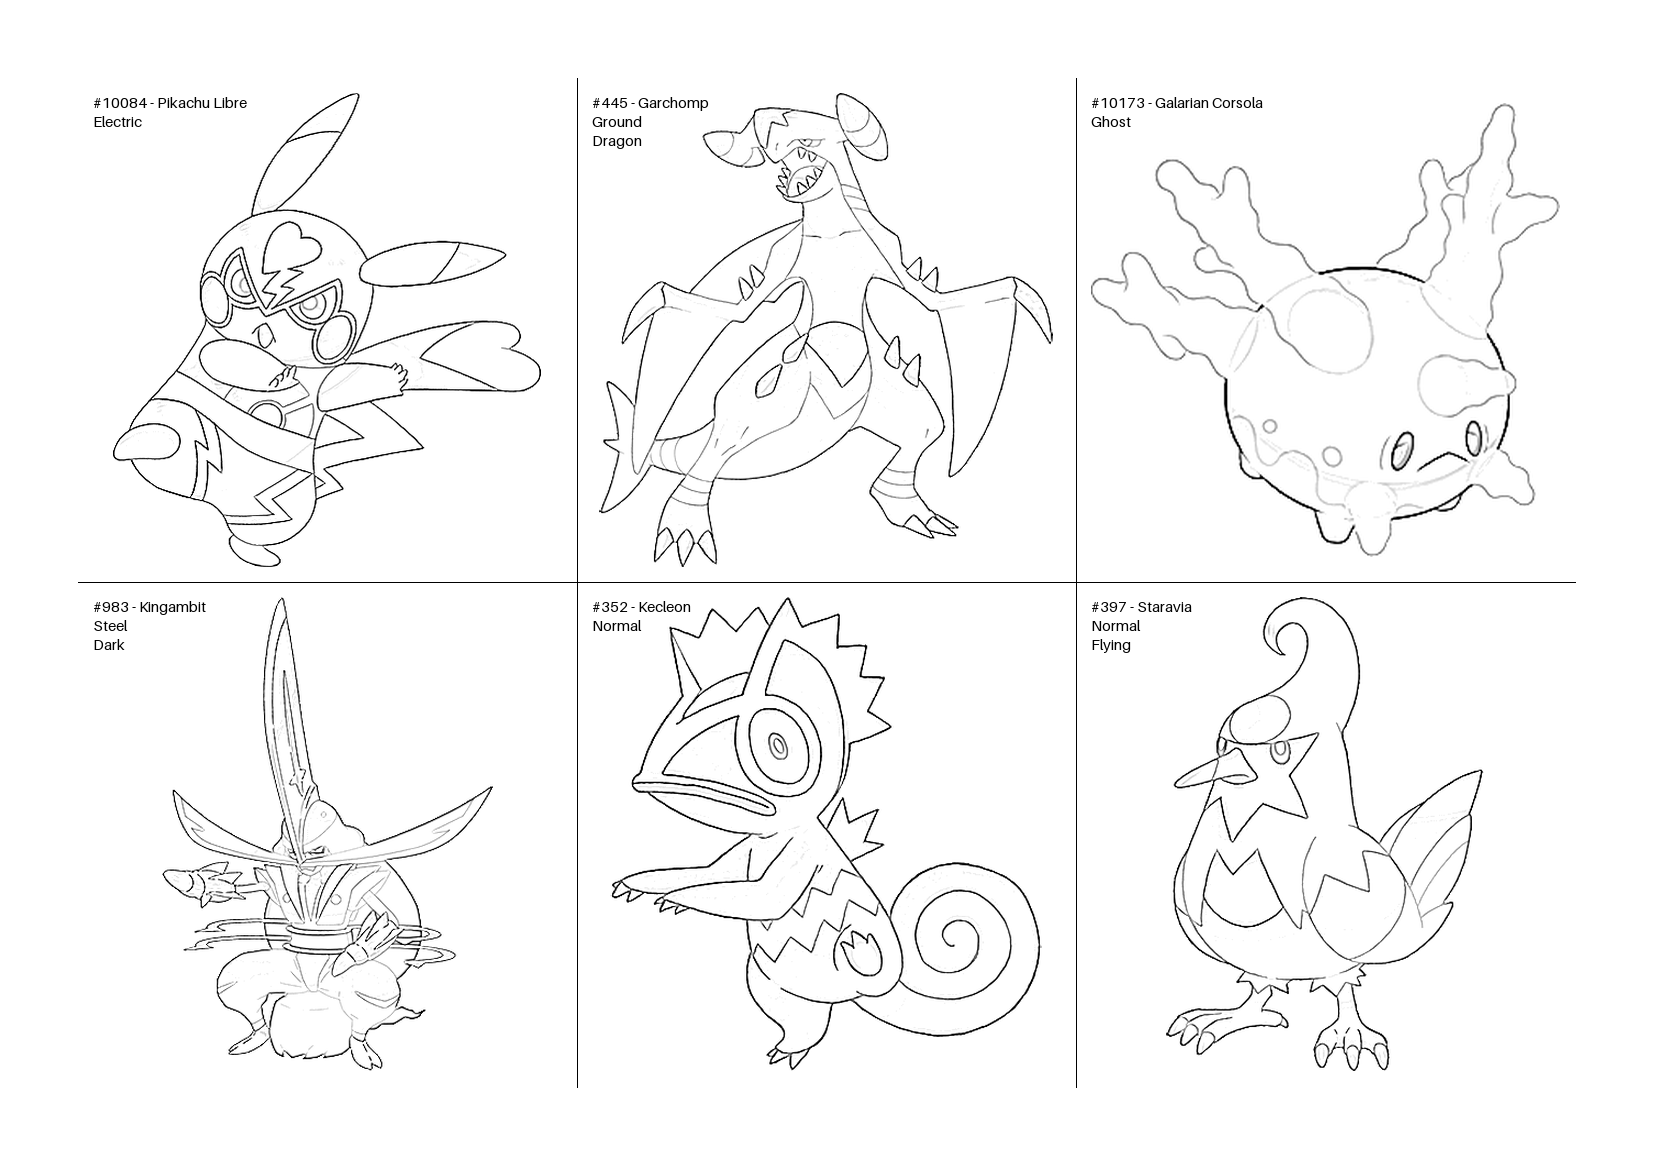 #10084 - Pikachu Libre
Electric
#445 - Garchomp
Ground
Dragon
#10173 - Galarian Corsola
Ghost
#983 - Kingambit
Steel
Dark
#352 - Kecleon
Normal
#397 - Staravia
Normal
Flying